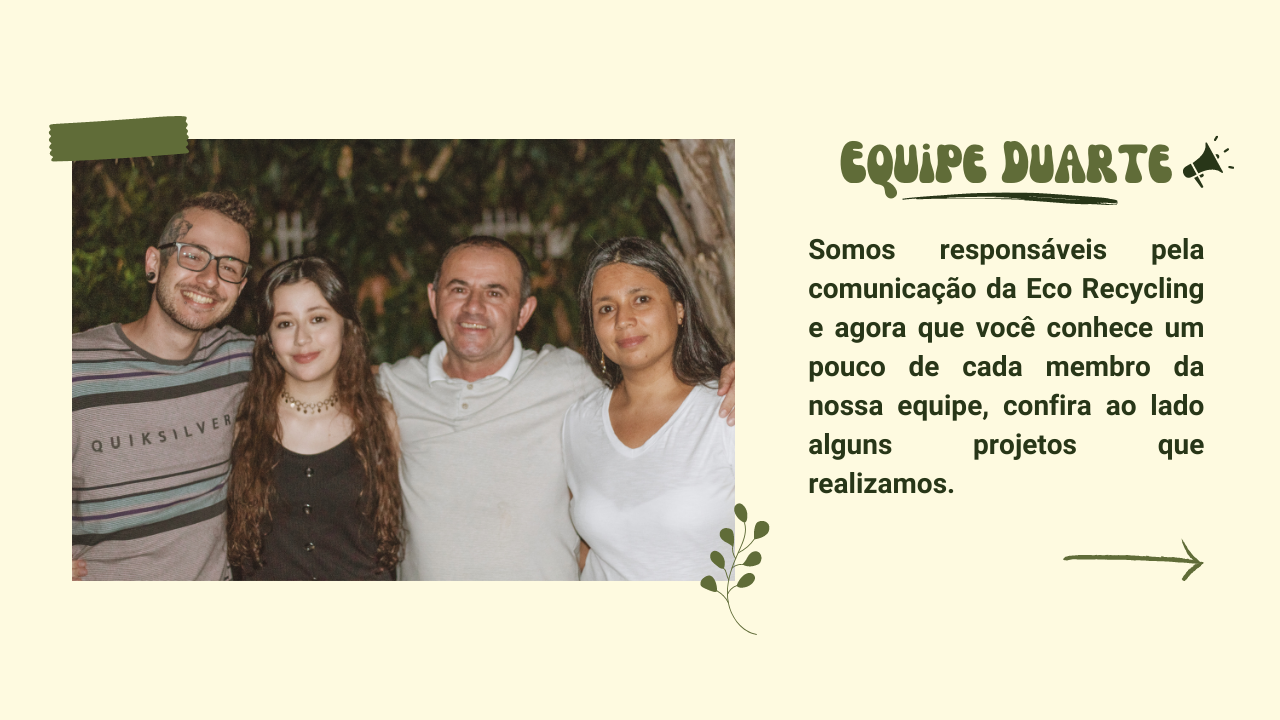 QUIKSILVER
EQUIPE DUARTE
Somos responsáveis pela
comunicação da Eco Recycling
e agora que você conhece um
pouco de cada membro da
nossa equipe, confira ao lado
alguns projetos que
realizamos.